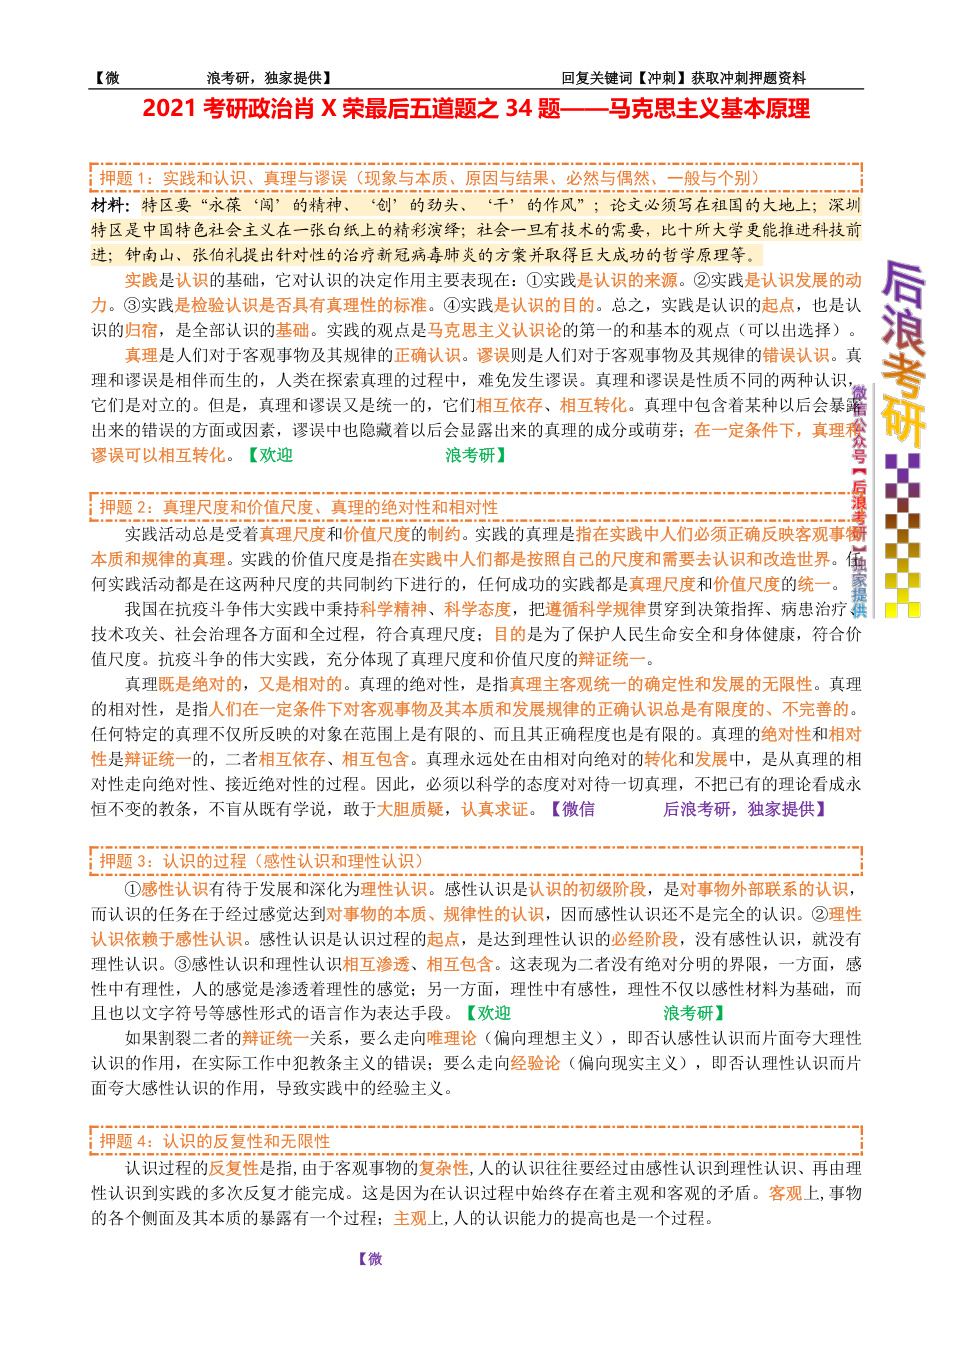 【微 浪考研，独家提供】 回复关键词【冲刺】获取冲刺押题资料
2021 考研政治肖 X 荣最后五道题之 34 题——马克思主义基本原理
押题 1：实践和认识、真理与谬误（现象与本质、原因与结果、必然与偶然、一般与个别）
材料：特区要“永葆‘闯’的精神、‘创’的劲头、‘干’的作风”；论文必须写在祖国的大地上；深圳
特区是中国特色社会主义在一张白纸上的精彩演绎；社会一旦有技术的需要，比十所大学更能推进科技前
进；钟南山、张伯礼提出针对性的治疗新冠病毒肺炎的方案并取得巨大成功的哲学原理等。
实践是认识的基础，它对认识的决定作用主要表现在：①实践是认识的来源。②实践是认识发展的动
力。③实践是检验认识是否具有真理性的标准。④实践是认识的目的。总之，实践是认识的起点，也是认
识的归宿，是全部认识的基础。实践的观点是马克思主义认识论的第一的和基本的观点（可以出选择）。
真理是人们对于客观事物及其规律的正确认识。谬误则是人们对于客观事物及其规律的错误认识。真
理和谬误是相伴而生的，人类在探索真理的过程中，难免发生谬误。真理和谬误是性质不同的两种认识，
它们是对立的。但是，真理和谬误又是统一的，它们相互依存、相互转化。真理中包含着某种以后会暴露
出来的错误的方面或因素，谬误中也隐藏着以后会显露出来的真理的成分或萌芽；在一定条件下，真理和
谬误可以相互转化。【欢迎 浪考研】
押题 2：真理尺度和价值尺度、真理的绝对性和相对性
实践活动总是受着真理尺度和价值尺度的制约。实践的真理是指在实践中人们必须正确反映客观事物
本质和规律的真理。实践的价值尺度是指在实践中人们都是按照自己的尺度和需要去认识和改造世界。任
何实践活动都是在这两种尺度的共同制约下进行的，任何成功的实践都是真理尺度和价值尺度的统一。
我国在抗疫斗争伟大实践中秉持科学精神、科学态度，把遵循科学规律贯穿到决策指挥、病患治疗、
技术攻关、社会治理各方面和全过程，符合真理尺度；目的是为了保护人民生命安全和身体健康，符合价
值尺度。抗疫斗争的伟大实践，充分体现了真理尺度和价值尺度的辩证统一。
真理既是绝对的，又是相对的。真理的绝对性，是指真理主客观统一的确定性和发展的无限性。真理
的相对性，是指人们在一定条件下对客观事物及其本质和发展规律的正确认识总是有限度的、不完善的。
任何特定的真理不仅所反映的对象在范围上是有限的、而且其正确程度也是有限的。真理的绝对性和相对
性是辩证统一的，二者相互依存、相互包含。真理永远处在由相对向绝对的转化和发展中，是从真理的相
对性走向绝对性、接近绝对性的过程。因此，必须以科学的态度对对待一切真理，不把已有的理论看成永
恒不变的教条，不盲从既有学说，敢于大胆质疑，认真求证。【微信 后浪考研，独家提供】
押题 3：认识的过程（感性认识和理性认识）
①感性认识有待于发展和深化为理性认识。感性认识是认识的初级阶段，是对事物外部联系的认识，
而认识的任务在于经过感觉达到对事物的本质、规律性的认识，因而感性认识还不是完全的认识。②理性
认识依赖于感性认识。感性认识是认识过程的起点，是达到理性认识的必经阶段，没有感性认识，就没有
理性认识。③感性认识和理性认识相互渗透、相互包含。这表现为二者没有绝对分明的界限，一方面，感
性中有理性，人的感觉是渗透着理性的感觉；另一方面，理性中有感性，理性不仅以感性材料为基础，而
且也以文字符号等感性形式的语言作为表达手段。【欢迎 浪考研】
如果割裂二者的辩证统一关系，要么走向唯理论（偏向理想主义），即否认感性认识而片面夸大理性
认识的作用，在实际工作中犯教条主义的错误；要么走向经验论（偏向现实主义），即否认理性认识而片
面夸大感性认识的作用，导致实践中的经验主义。
押题 4：认识的反复性和无限性
认识过程的反复性是指,由于客观事物的复杂性,人的认识往往要经过由感性认识到理性认识、再由理
性认识到实践的多次反复才能完成。这是因为在认识过程中始终存在着主观和客观的矛盾。客观上,事物
的各个侧面及其本质的暴露有一个过程；主观上,人的认识能力的提高也是一个过程。
【微
后浪考研
微信公众号【后浪考研】独家提供